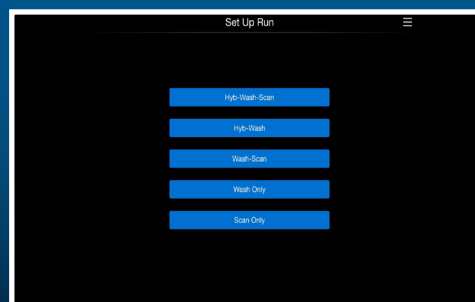 Set Up Run
Hyb-Wash-Scan
Hyb-Wash
Wash-Scan
Wash Only
Scan Only